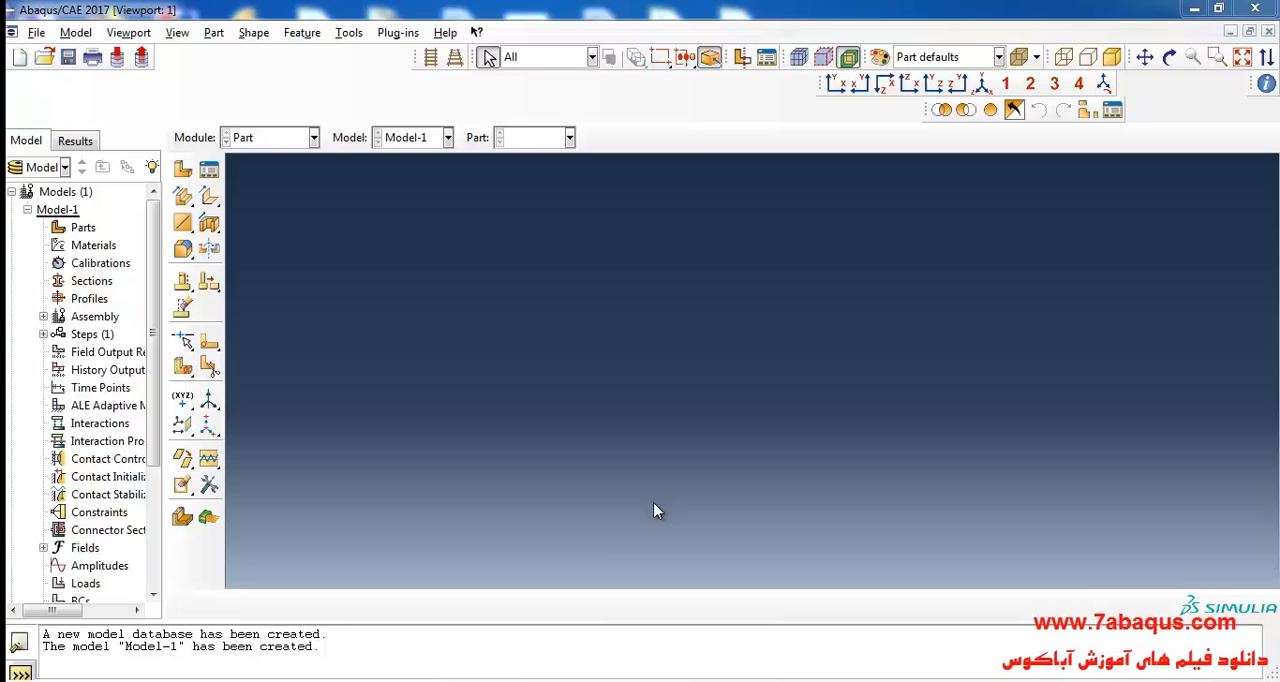 Abaqus/CAE 2017 [Viewport: 1]
File Model Viewport View Part Shape Feature Tools Plug-ins Help
All
Part defaults
1 2 3 4
Model Results
Module: Part Model: Model-1 Part:
Model
Models (1)
Model-1
Parts
Materials
Calibrations
Sections
Profiles
Assembly
Steps (1)
Field Output Re
History Output
Time Points
ALE Adaptive M
Interactions
Interaction Pro
Contact Contro
Contact Initializ
Contact Stabiliz
Constraints
Connector Sect
Fields
Amplitudes
Loads
BCs
(XYZ)
SIMULIA
A new model database has been created.
The model "Model-1" has been created.
www.7abaqus.com
دانلود فیلم های آموزش آباکوس